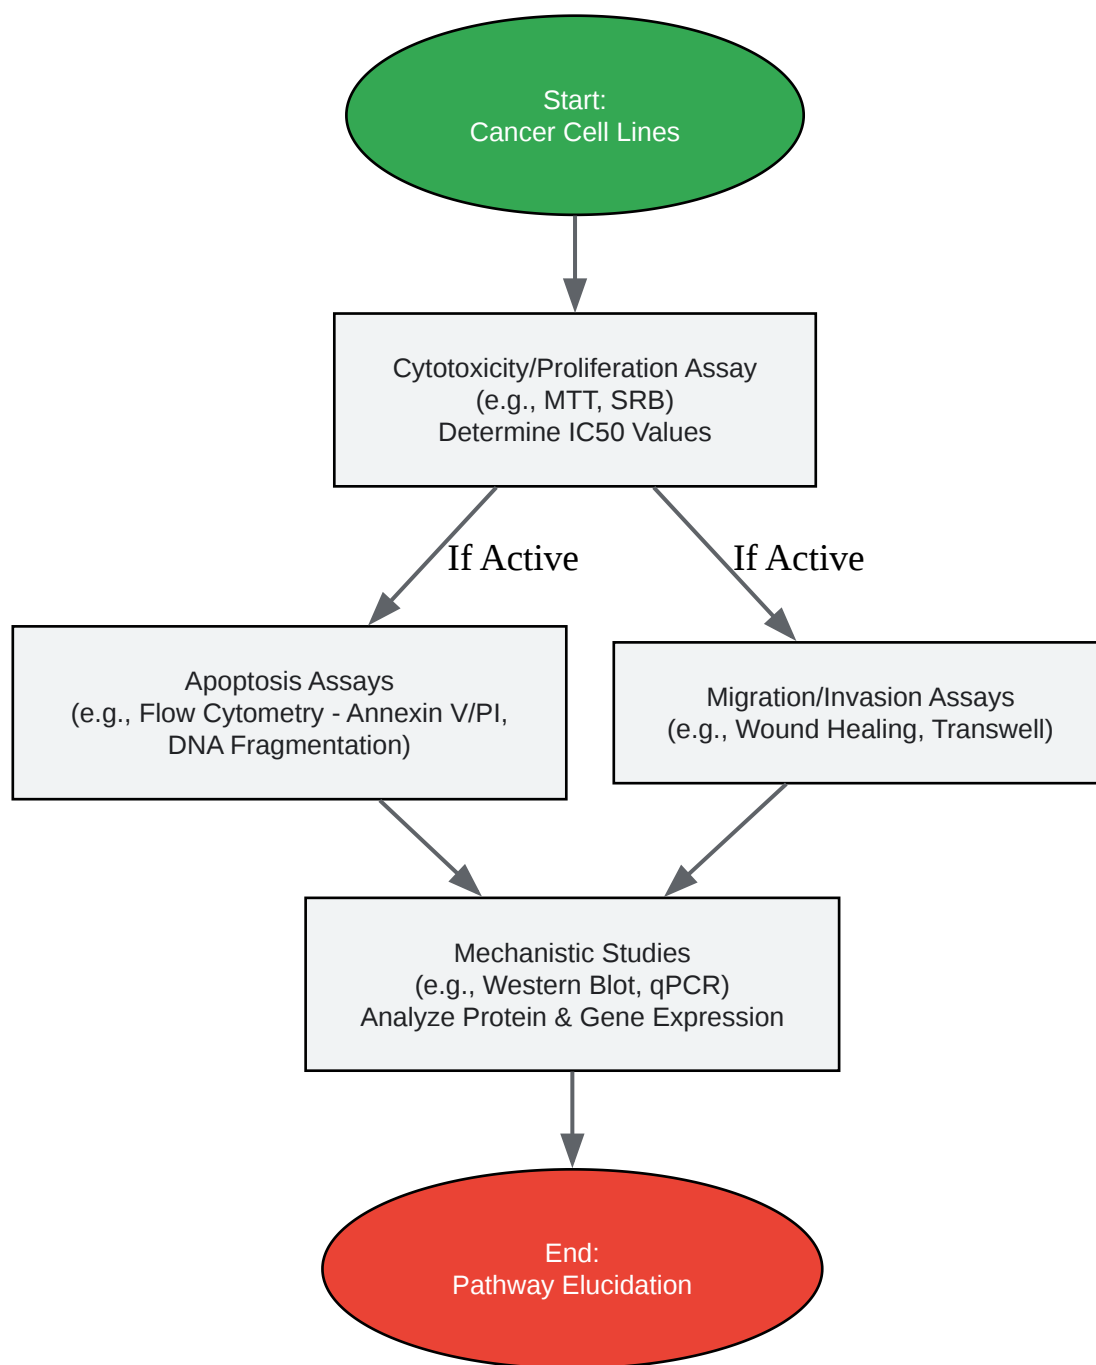 Start:
Cancer Cell Lines
Cytotoxicity/Proliferation Assay
(e.g., MTT, SRB)
Determine IC50 Values
If Active
If Active
Apoptosis Assays
(e.g., Flow Cytometry - Annexin V/PI,
DNA Fragmentation)
Migration/Invasion Assays
(e.g., Wound Healing, Transwell)
Mechanistic Studies
(e.g., Western Blot, qPCR)
Analyze Protein & Gene Expression
End:
Pathway Elucidation